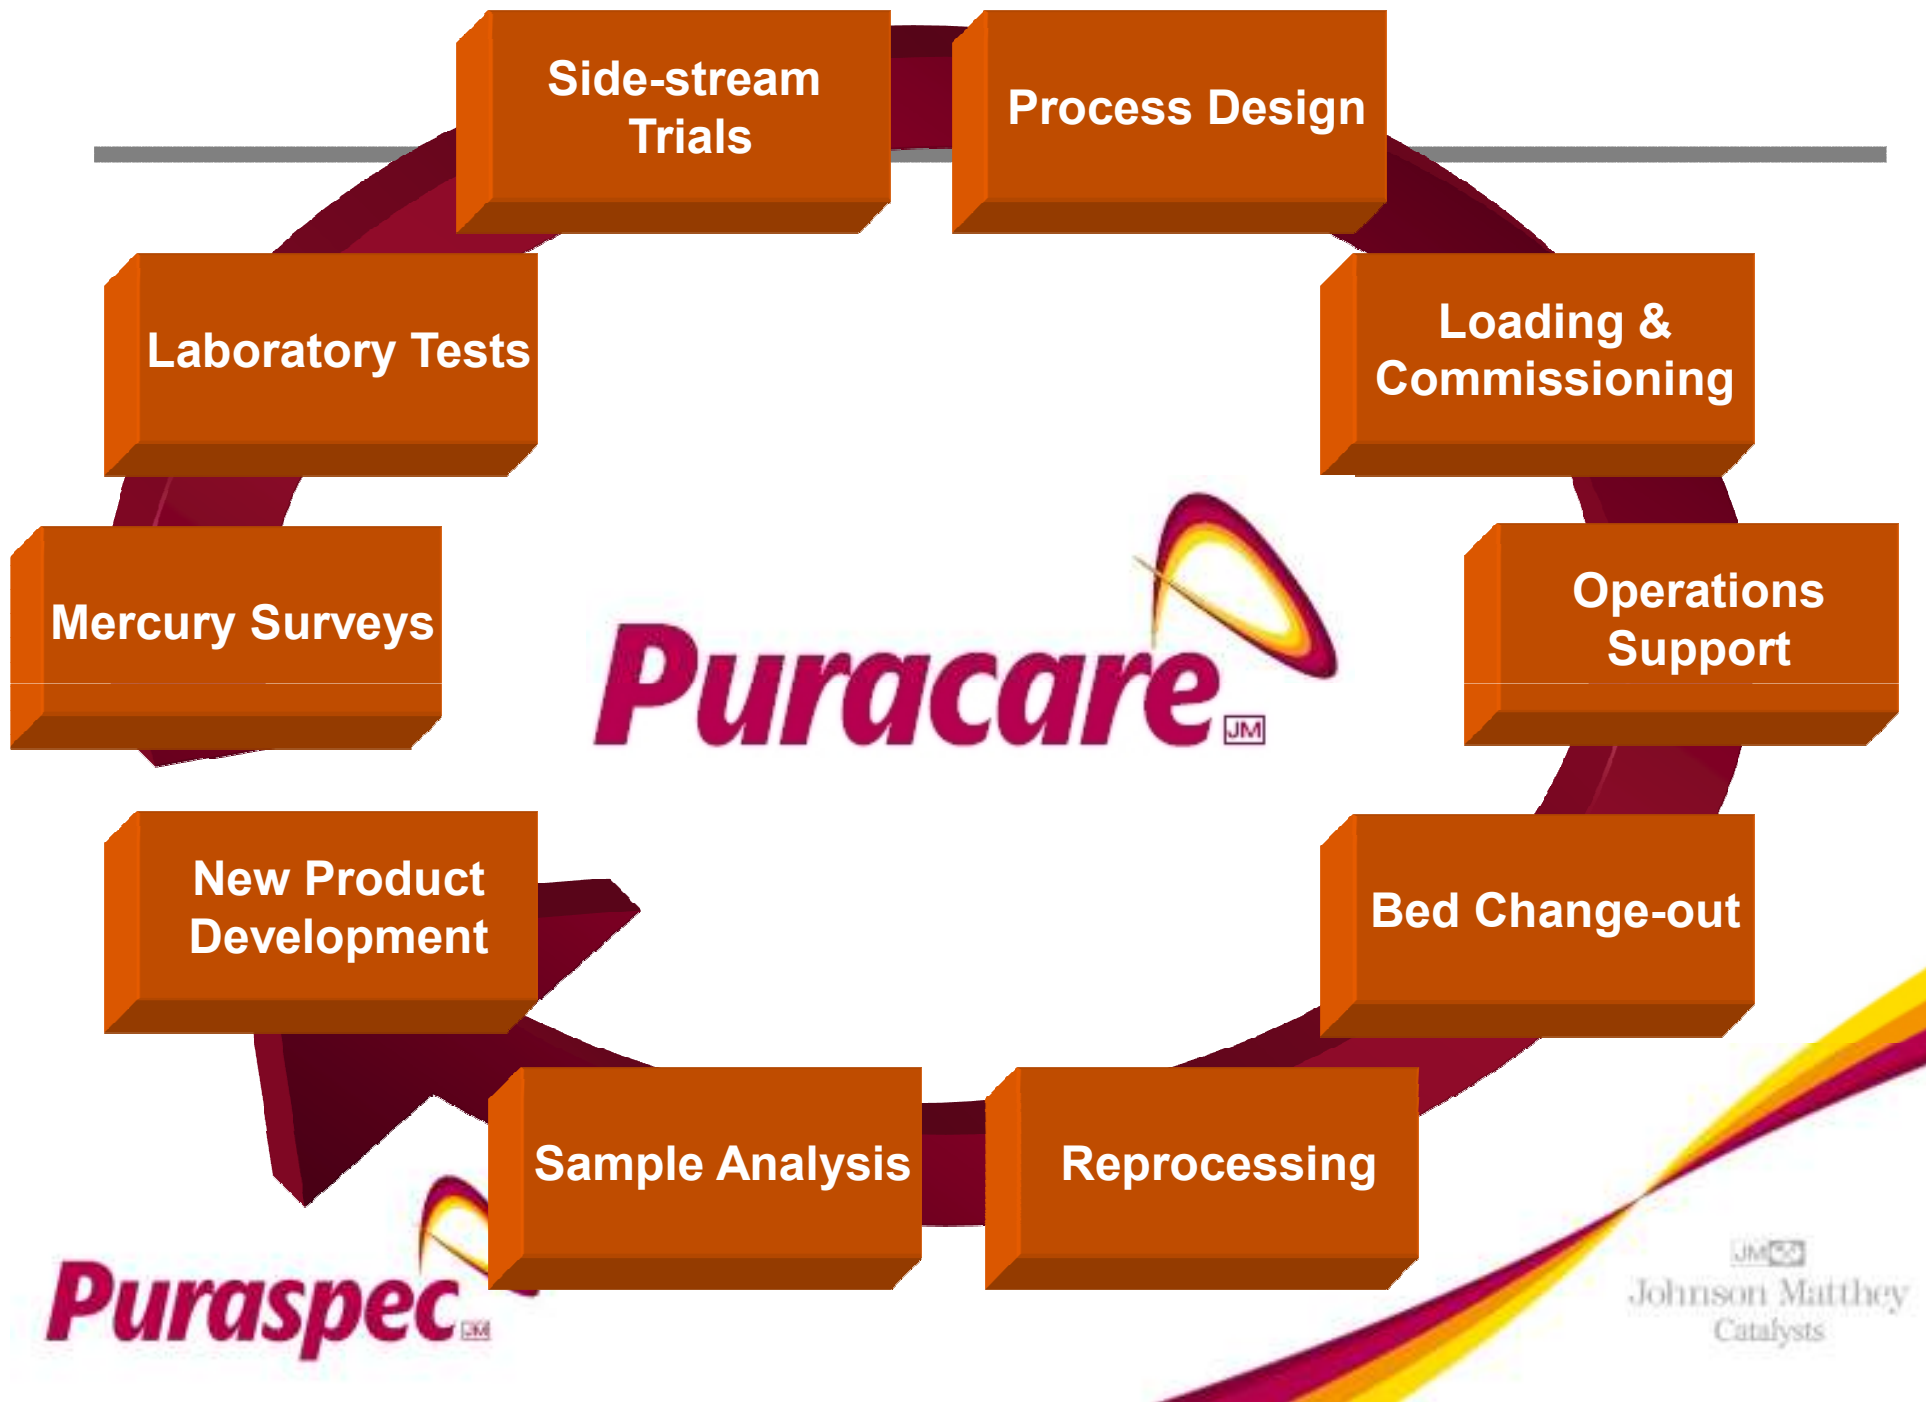 Side-stream
Trials
Process Design
Loading &
Commissioning
Laboratory Tests
Mercury Surveys
Operations
Support
Puracare
JM
New Product
Development
Bed Change-out
Sample Analysis
Reprocessing
Puraspec
JM
JM
Johnson Matthey
Catalysts